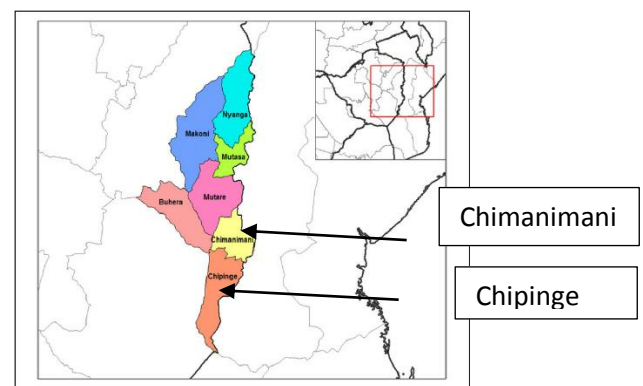 Nyanga
Makoni
Mutasa
Buhera
Mutare
Chimanimani
Chipinge
Chimanimani
Chipinge